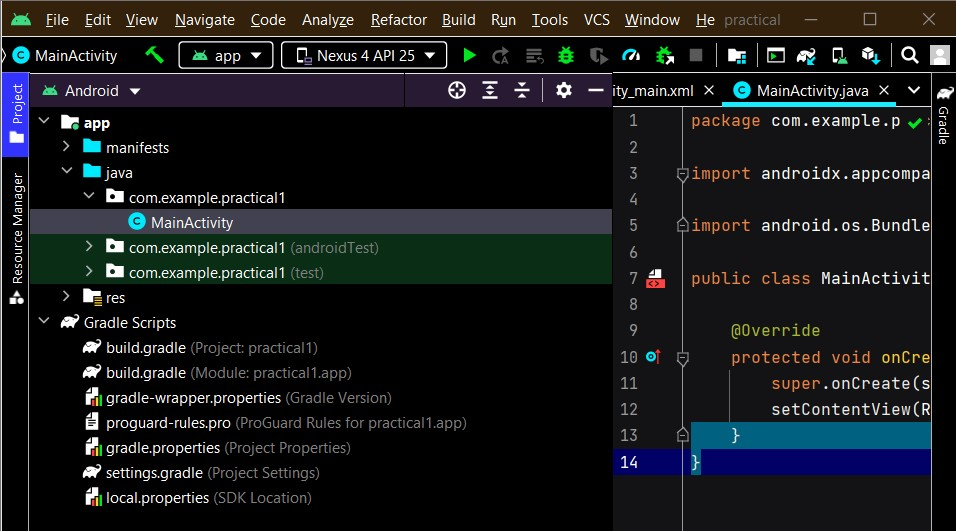 File Edit View Navigate Code Analyze Refactor Build Run Tools VCS Window He practical
MainActivity app Nexus 4 API 25
Project
Resource Manager
Android
app
manifests
java
com.example.practical1
MainActivity
com.example.practical1 (androidTest)
com.example.practical1 (test)
res
Gradle Scripts
build.gradle (Project: practical1)
build.gradle (Module: practical1.app)
gradle-wrapper.properties (Gradle Version)
proguard-rules.pro (ProGuard Rules for practical1.app)
gradle.properties (Project Properties)
settings.gradle (Project Settings)
local.properties (SDK Location)
ity_main.xml MainActivity.java
1 package com.example.p
2
3 import androidx.appcompa
4
5 import android.os.Bundle
6
7 public class MainActivit
8
9 @Override
10 protected void onCre
11 super.onCreate(s
12 setContentView(R
13 }
14 }
Gradle